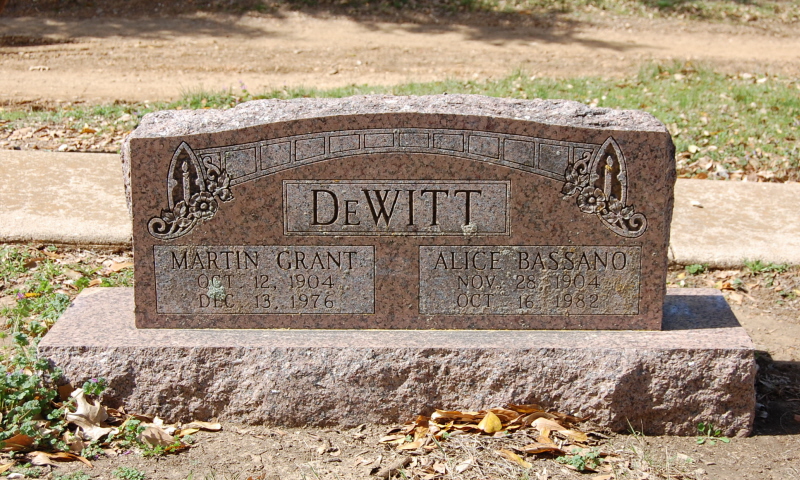 DeWITT
MARTIN GRANT
OCT. 12, 1904
DEC. 13, 1976
ALICE BASSANO
NOV. 28, 1904
OCT. 16, 1982